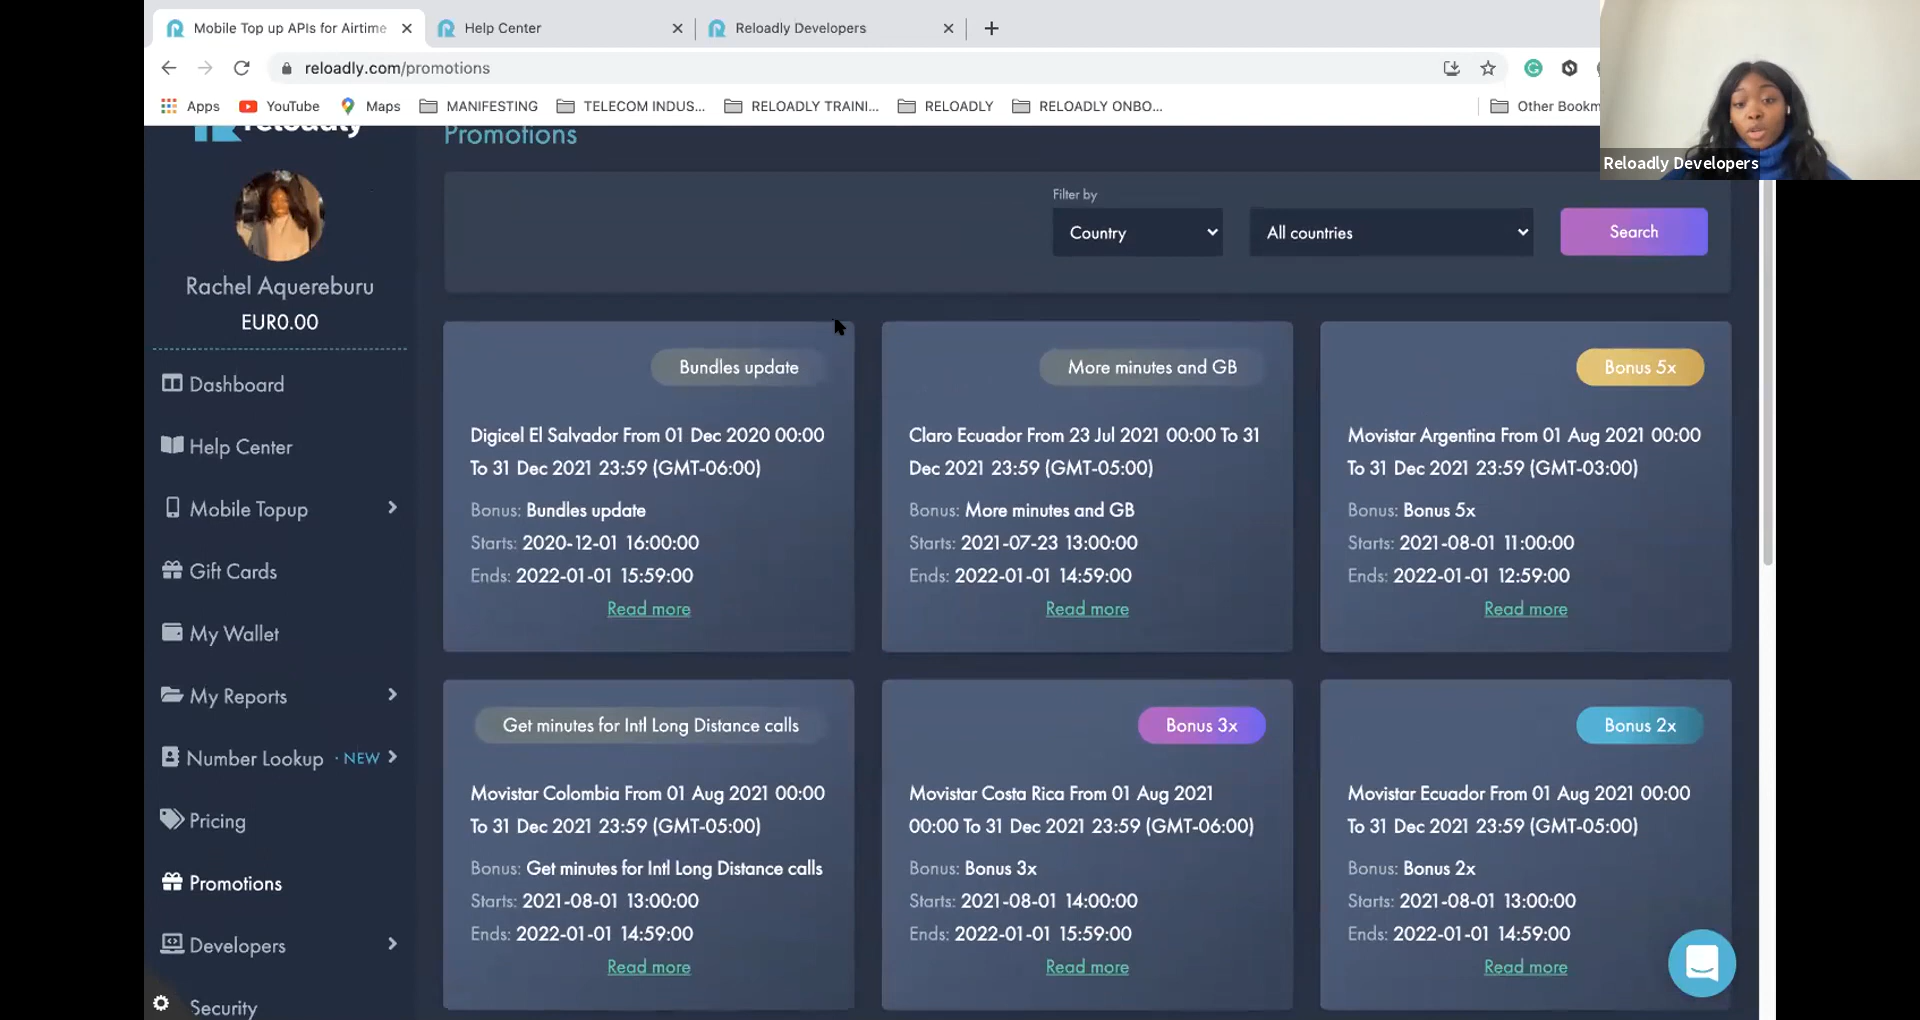 Mobile Top up APIs for Airtime
Help Center
Reloadly Developers
reloadly.com/promotions
Apps
YouTube
Maps
MANIFESTING
TELECOM INDUS...
RELOADLY TRAINI...
RELOADLY
RELOADLY ONBO...
Other Bookm
Reloadly Developers
reloadly
Rachel Aquereburu
EUR0.00
Dashboard
Help Center
Mobile Topup
Gift Cards
My Wallet
My Reports
Number Lookup · NEW
Pricing
Promotions
Developers
Security
Promotions
Filter by
Country
All countries
Search
Bundles update
Digicel El Salvador From 01 Dec 2020 00:00
To 31 Dec 2021 23:59 (GMT-06:00)
Bonus: Bundles update
Starts: 2020-12-01 16:00:00
Ends: 2022-01-01 15:59:00
Read more
More minutes and GB
Claro Ecuador From 23 Jul 2021 00:00 To 31
Dec 2021 23:59 (GMT-05:00)
Bonus: More minutes and GB
Starts: 2021-07-23 13:00:00
Ends: 2022-01-01 14:59:00
Read more
Bonus 5x
Movistar Argentina From 01 Aug 2021 00:00
To 31 Dec 2021 23:59 (GMT-03:00)
Bonus: Bonus 5x
Starts: 2021-08-01 11:00:00
Ends: 2022-01-01 12:59:00
Read more
Get minutes for Intl Long Distance calls
Movistar Colombia From 01 Aug 2021 00:00
To 31 Dec 2021 23:59 (GMT-05:00)
Bonus: Get minutes for Intl Long Distance calls
Starts: 2021-08-01 13:00:00
Ends: 2022-01-01 14:59:00
Read more
Bonus 3x
Movistar Costa Rica From 01 Aug 2021
00:00 To 31 Dec 2021 23:59 (GMT-06:00)
Bonus: Bonus 3x
Starts: 2021-08-01 14:00:00
Ends: 2022-01-01 15:59:00
Read more
Bonus 2x
Movistar Ecuador From 01 Aug 2021 00:00
To 31 Dec 2021 23:59 (GMT-05:00)
Bonus: Bonus 2x
Starts: 2021-08-01 13:00:00
Ends: 2022-01-01 14:59:00
Read more